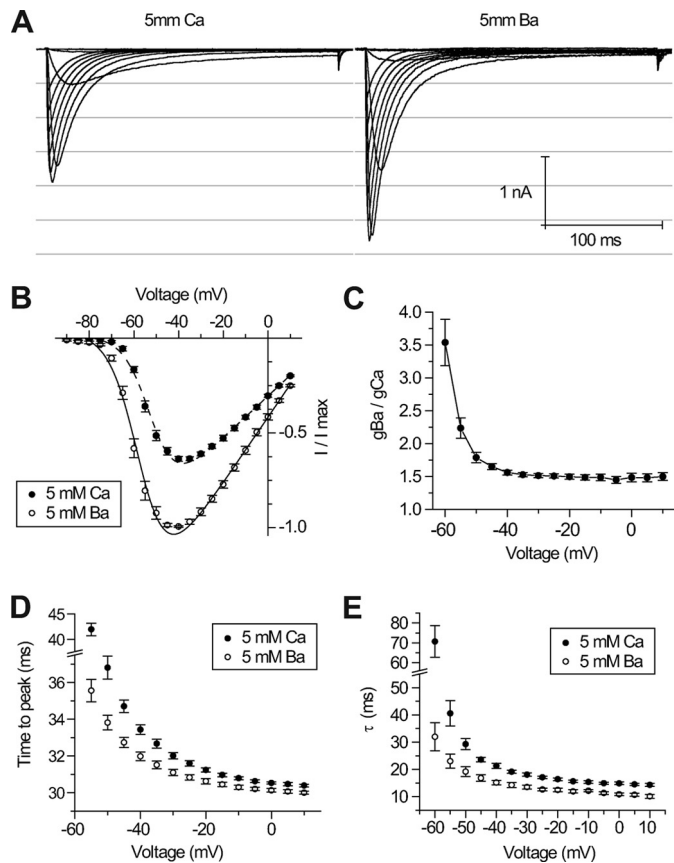 A
5mm Ca
5mm Ba
1 nA
100 ms
B
Voltage (mV)
-80 -60 -40 -20 0
-0.5
-1.0
I / I max
5 mM Ca
5 mM Ba
C
4.0
3.5
3.0
2.5
2.0
1.5
1.0
gBa / gCa
-60 -40 -20 0
Voltage (mV)
D
45
40
36
34
32
30
Time to peak (ms)
5 mM Ca
5 mM Ba
-60 -40 -20 0
Voltage (mV)
E
80
70
60
50
40
30
20
10
τ (ms)
5 mM Ca
5 mM Ba
-60 -50 -40 -30 -20 -10 0 10
Voltage (mV)